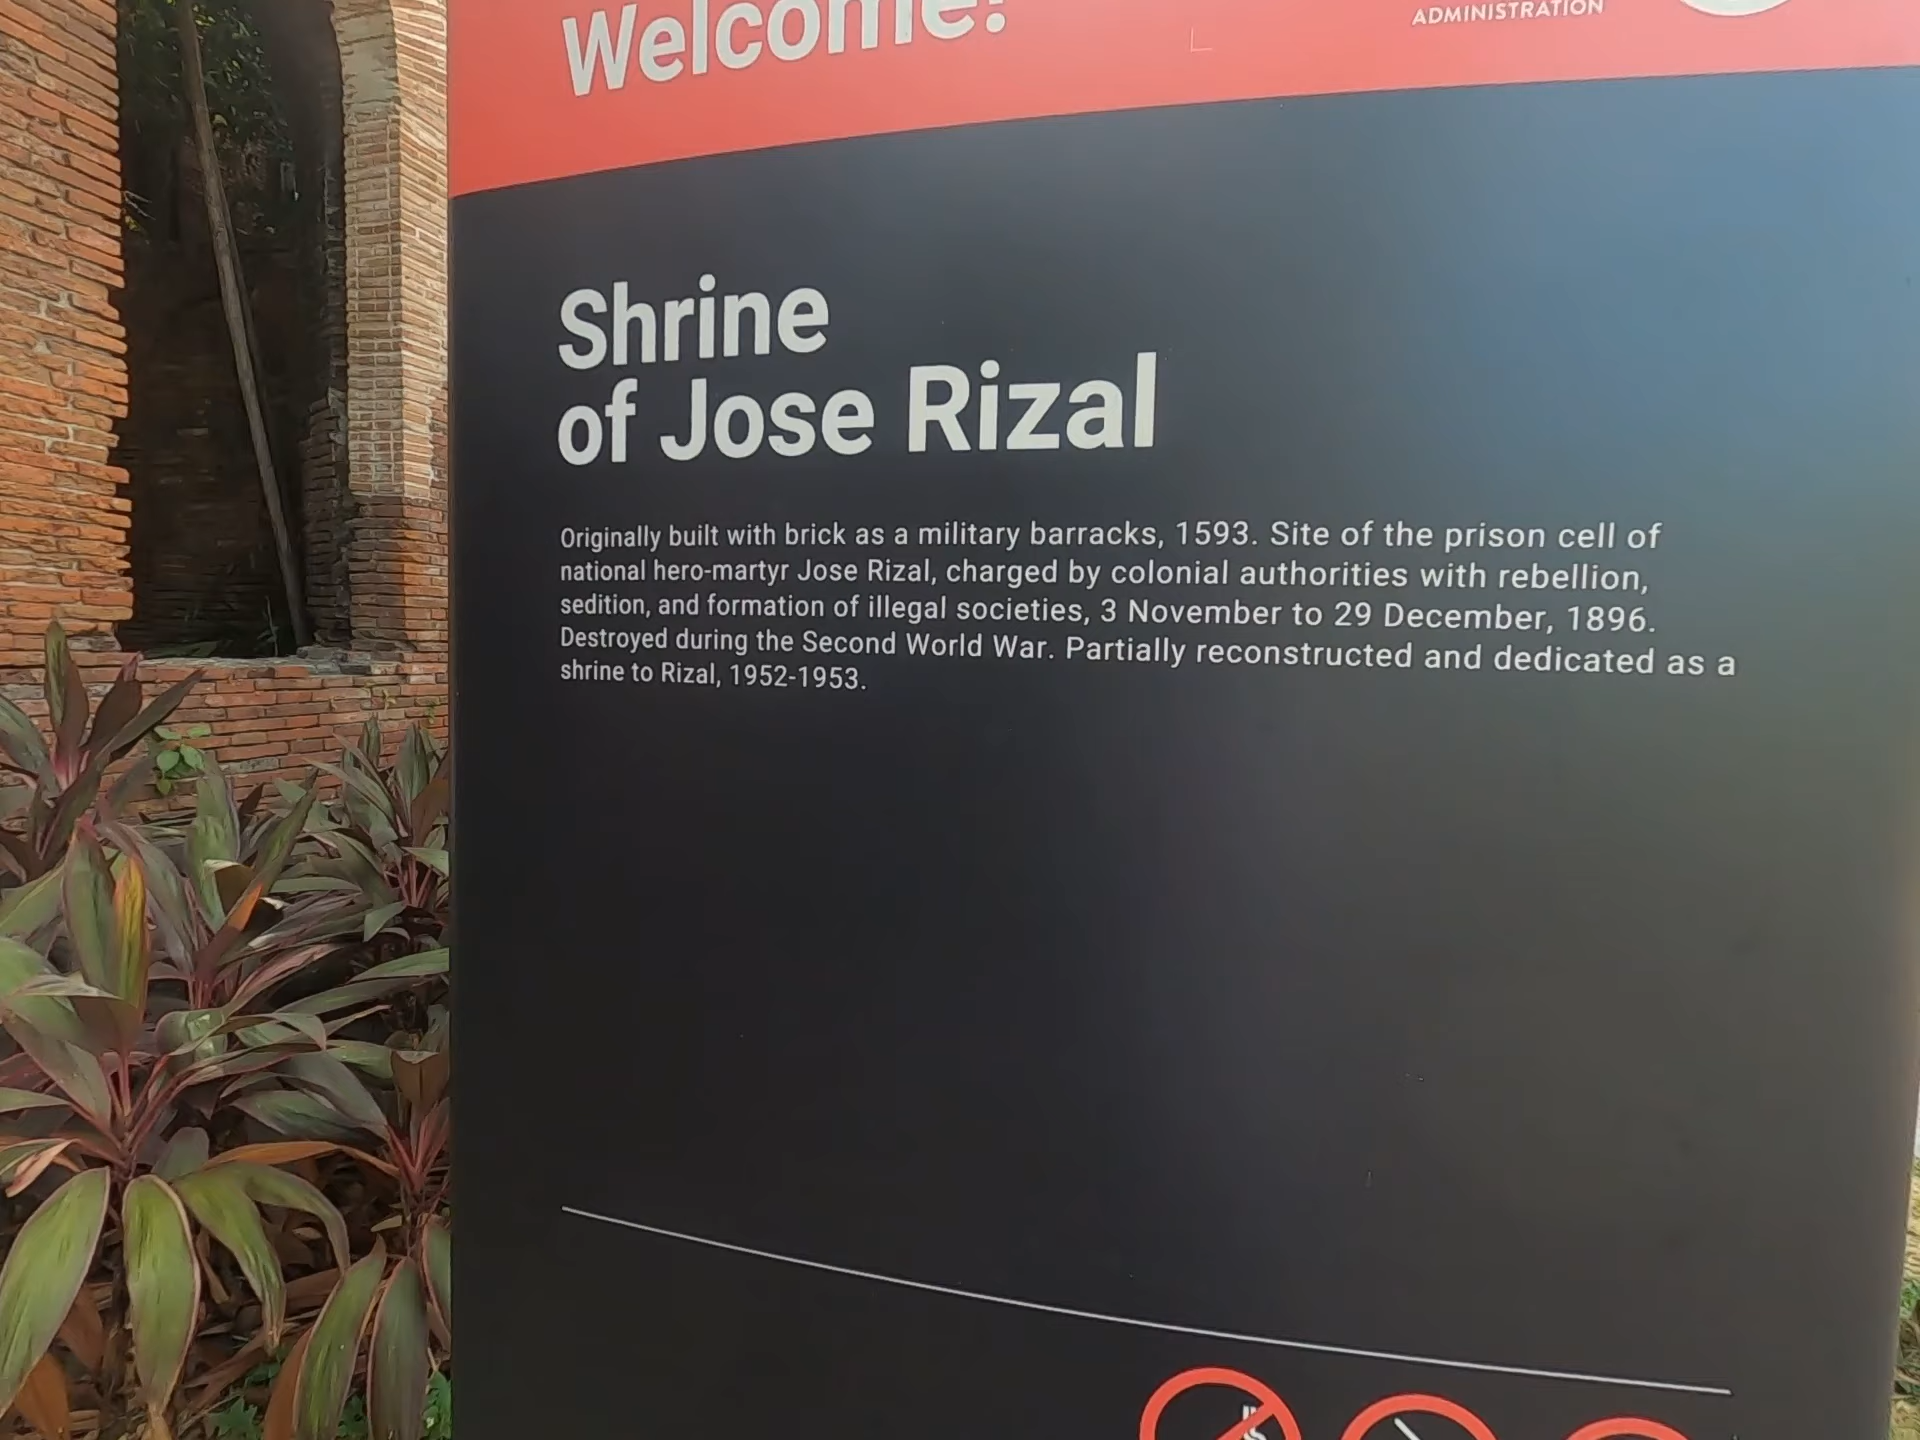 Welcome!
ADMINISTRATION
Shrine
of Jose Rizal
Originally built with brick as a military barracks, 1593. Site of the prison cell of
national hero-martyr Jose Rizal, charged by colonial authorities with rebellion,
sedition, and formation of illegal societies, 3 November to 29 December, 1896.
Destroyed during the Second World War. Partially reconstructed and dedicated as a
shrine to Rizal, 1952-1953.